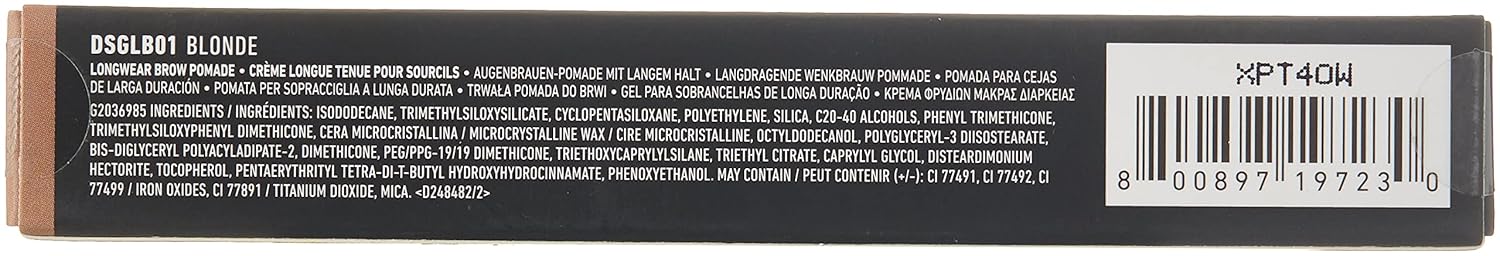 DSGLB01 BLONDE
LONGWEAR BROW POMADE • CRÈME LONGUE TENUE POUR SOURCILS • AUGENBRAUEN-POMADE MIT LANGEM HALT • LANGDRAGENDE WENKBRAUW POMMADE • POMADA PARA CEJAS
DE LARGA DURACIÓN • POMATA PER SOPRACCIGLIA A LUNGA DURATA • TRWAŁA POMADA DO BRWI • GEL PARA SOBRANCELHAS DE LONGA DURAÇÃO • ΚΡΕΜΑ ΦΡΥΔΙΩΝ ΜΑΚΡΑΣ ΔΙΑΡΚΕΙΑΣ
G2036985 INGREDIENTS / INGRÉDIENTS: ISODODECANE, TRIMETHYLSILOXYSILICATE, CYCLOPENTASILOXANE, POLYETHYLENE, SILICA, C20-40 ALCOHOLS, PHENYL TRIMETHICONE,
TRIMETHYLSILOXYPHENYL DIMETHICONE, CERA MICROCRISTALLINA / MICROCRYSTALLINE WAX / CIRE MICROCRISTALLINE, OCTYLDODECANOL, POLYGLYCERYL-3 DIISOSTEARATE,
BIS-DIGLYCERYL POLYACYLADIPATE-2, DIMETHICONE, PEG/PPG-19/19 DIMETHICONE, TRIETHOXYCAPRYLYLSILANE, TRIETHYL CITRATE, CAPRYLYL GLYCOL, DISTEARDIMONIUM
HECTORITE, TOCOPHEROL, PENTAERYTHRITYL TETRA-DI-T-BUTYL HYDROXYHYDROCINNAMATE, PHENOXYETHANOL. MAY CONTAIN / PEUT CONTENIR (+/-): CI 77491, CI 77492, CI
77499 / IRON OXIDES, CI 77891 / TITANIUM DIOXIDE, MICA. <D248482/2>
XPT40W
8 00897 19723 0